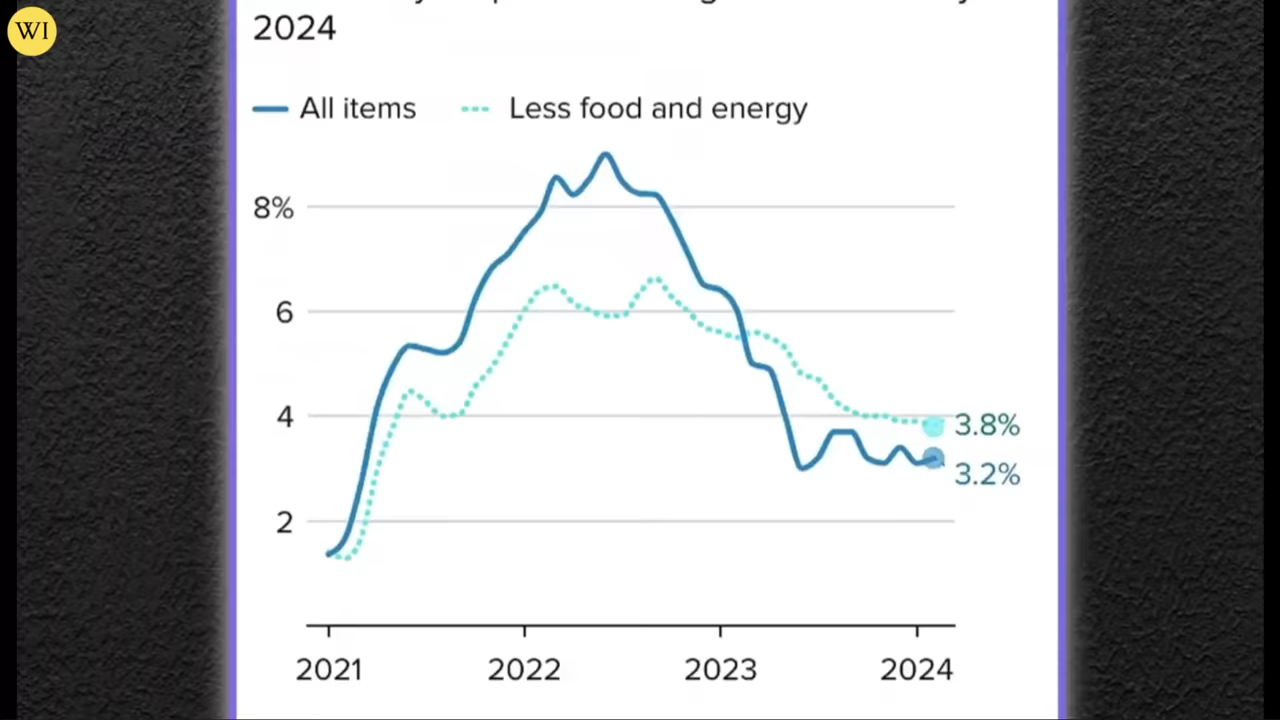 WI
2024
All items
Less food and energy
8%
6
4
3.8%
3.2%
2
2021 2022 2023 2024